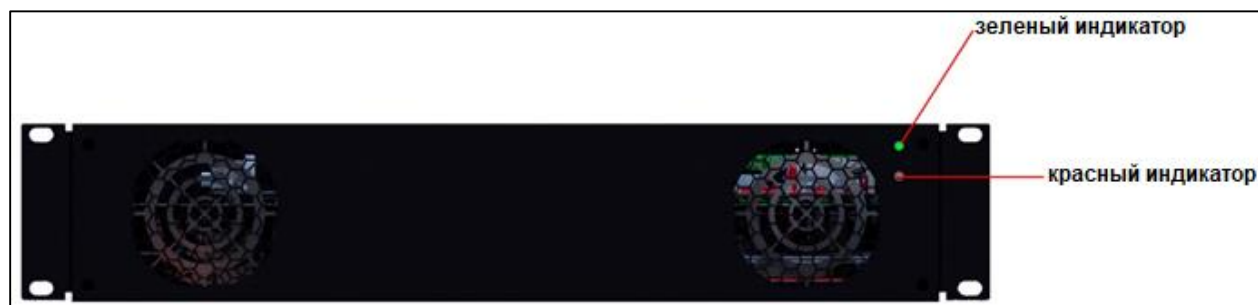 зеленый индикатор
красный индикатор